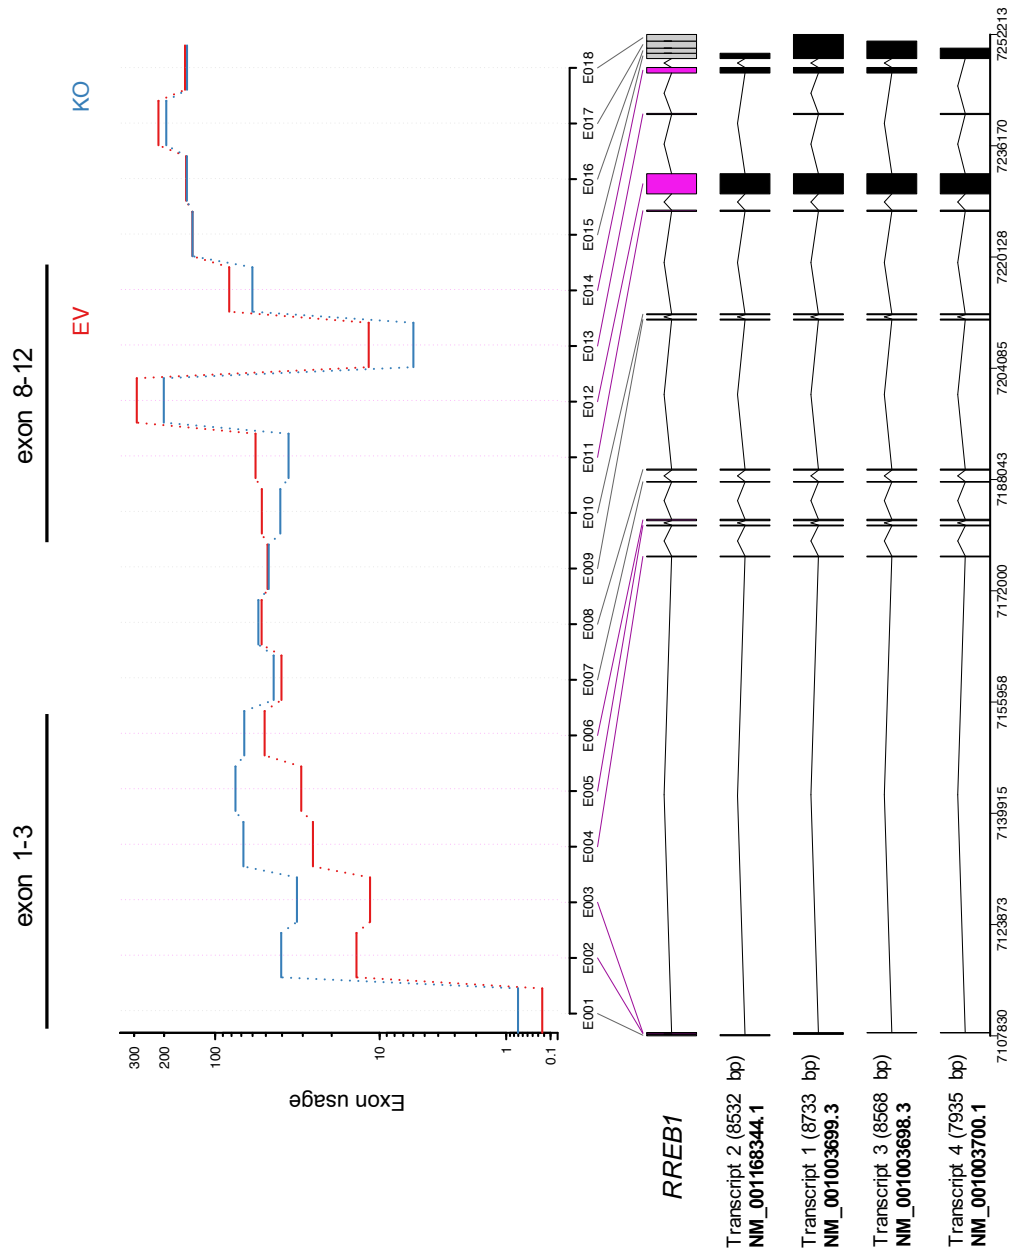 exon 1-3
exon 8-12
EV
KO
Exon usage
300
200
100
10
1
0.1
E001
E002
E003
E004
E005
E006
E007
E008
E009
E010
E011
E012
E013
E014
E015
E016
E017
E018
RREB1
Transcript 2 (8532 bp)
NM_001168344.1
Transcript 1 (8733 bp)
NM_001003699.3
Transcript 3 (8568 bp)
NM_001003698.3
Transcript 4 (7935 bp)
NM_001003700.1
7107830
7123873
7139915
7155958
7172000
7188043
7204085
7220128
7236170
7252213